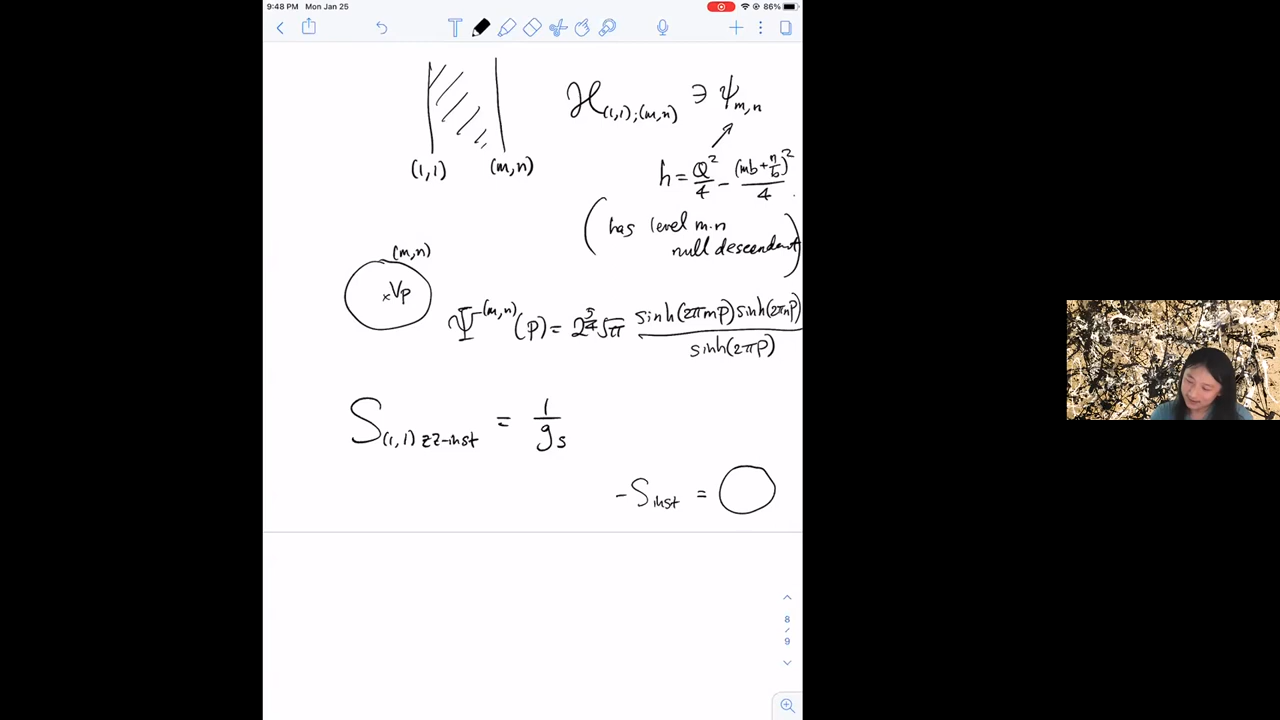 9:48 PM Mon Jan 25
86%
T
ℋ(1,1);(m,n) ∋ ψm,n
(1,1) (m,n)
h = Q²/4 - (mb + n/b)²/4
(has level m·n
null descendant)
(m,n)
×Vp
Ψ^(m,n)(p) = 2^(5/4) √π sinh(2πmp) sinh(2πnp) / sinh(2πp)
S(1,1) ZZ-inst = 1/gs
-Sinst =
8
/
9